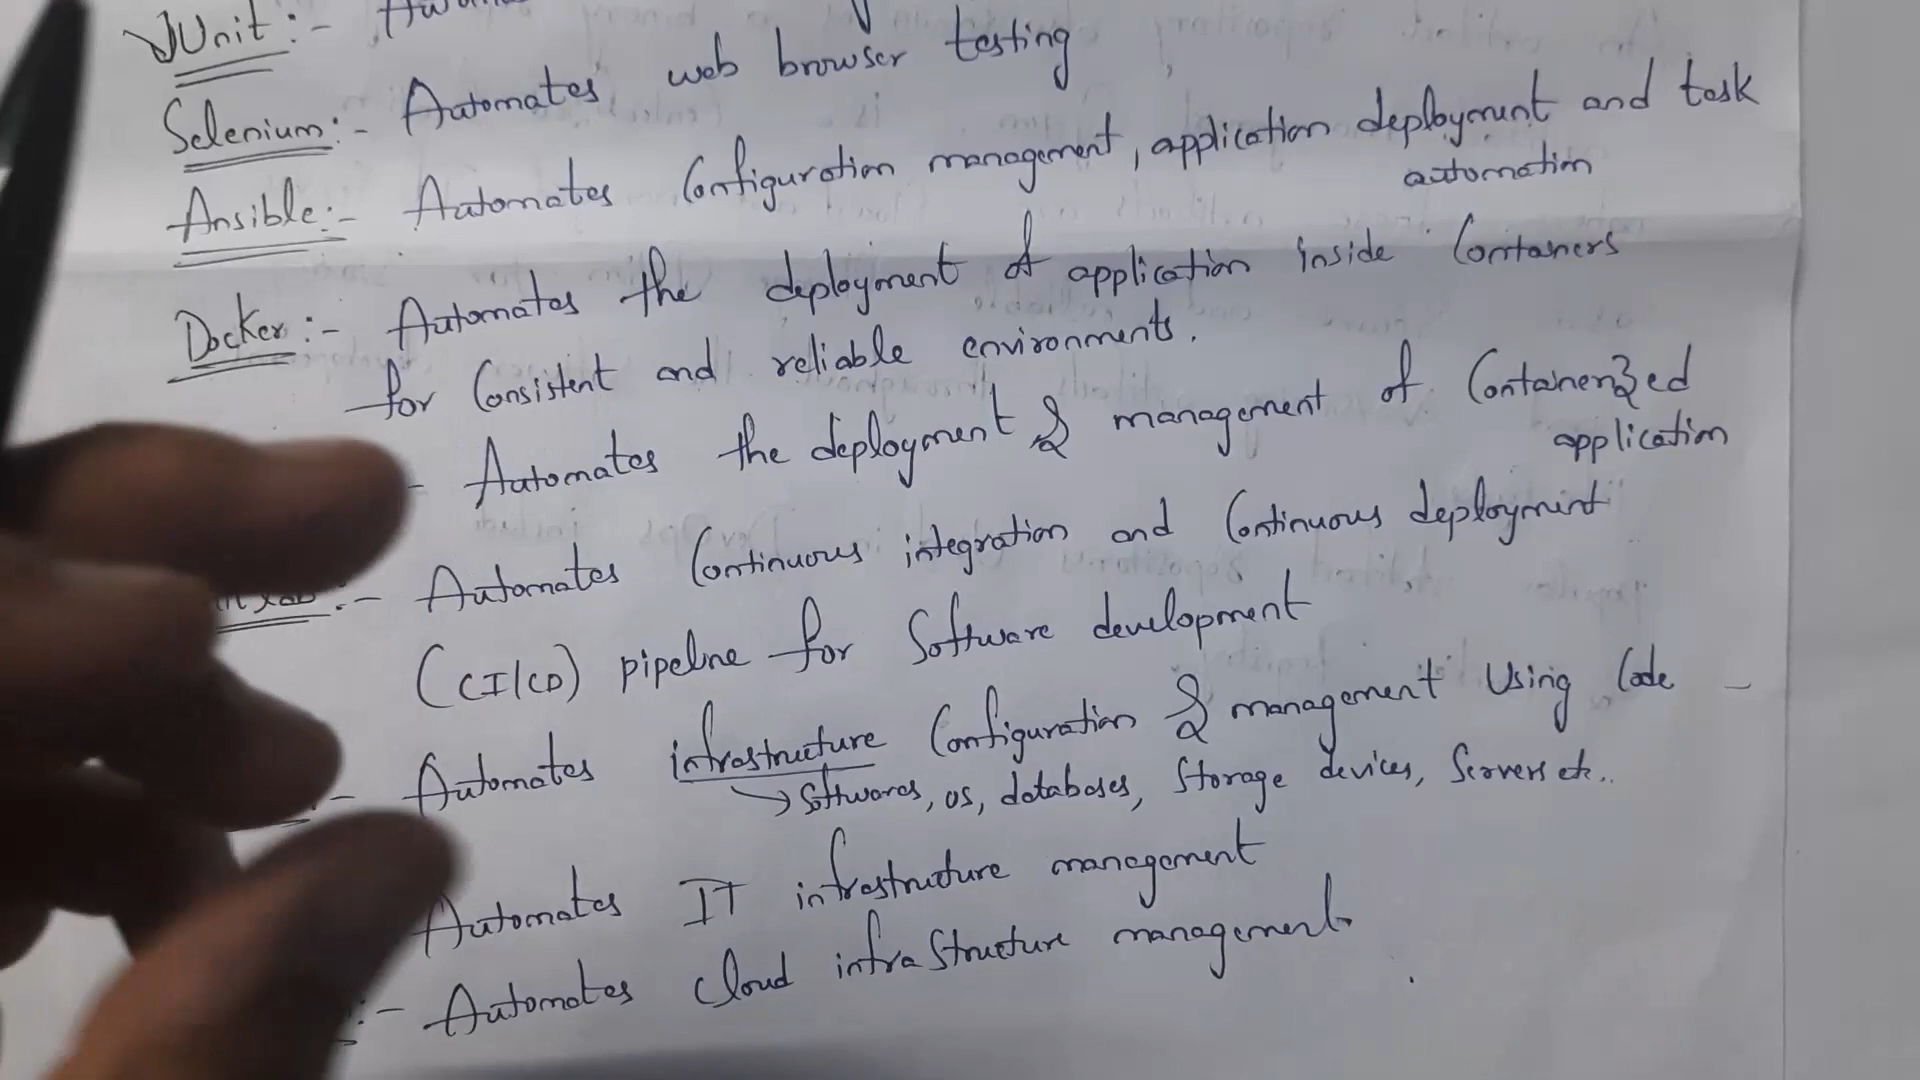 JUnit :-
Selenium :- Automates web browser testing
Ansible :- Automates Configuration management, application deployment and task
automation
Docker :- Automates the deployment of application inside Containers
for Consistent and reliable environments.
- Automates the deployment & management of Containerized
application
:- Automates Continuous integration and Continuous deployment
(CI/CD) pipeline for Software development
:- Automates infrastructure Configuration & management Using Code -
→ Softwares, OS, databases, Storage devices, Servers etc..
Automates IT infrastructure management
:- Automates Cloud infrastructure management.